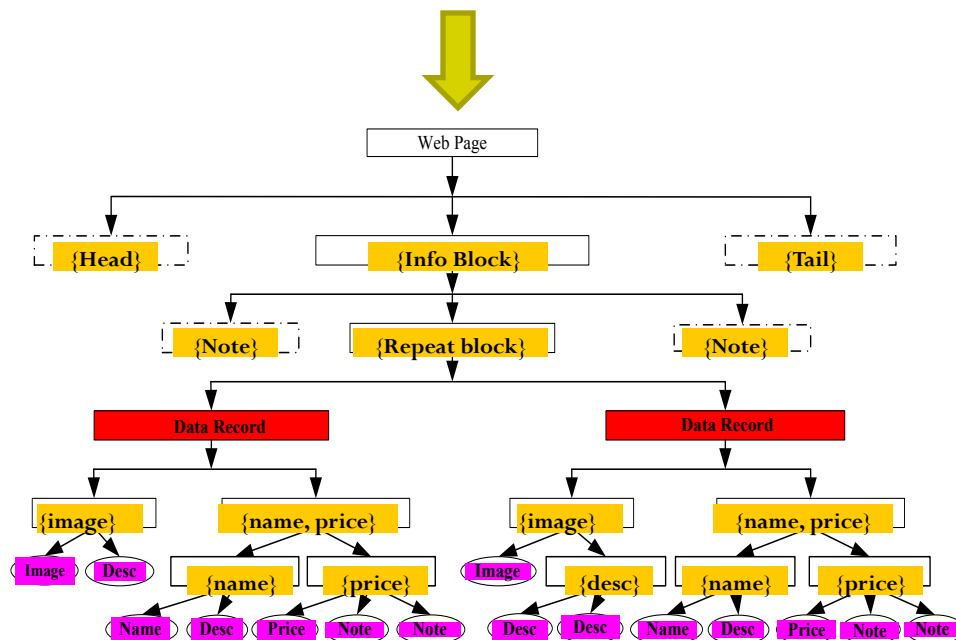 Web Page
{Head} {Info Block} {Tail}
{Note} {Repeat block} {Note}
Data Record Data Record
{image} {name, price} {image} {name, price}
Image Desc {name} {price} Image {desc} {name} {price}
Name Desc Price Note Note Desc Desc Name Desc Price Note Note